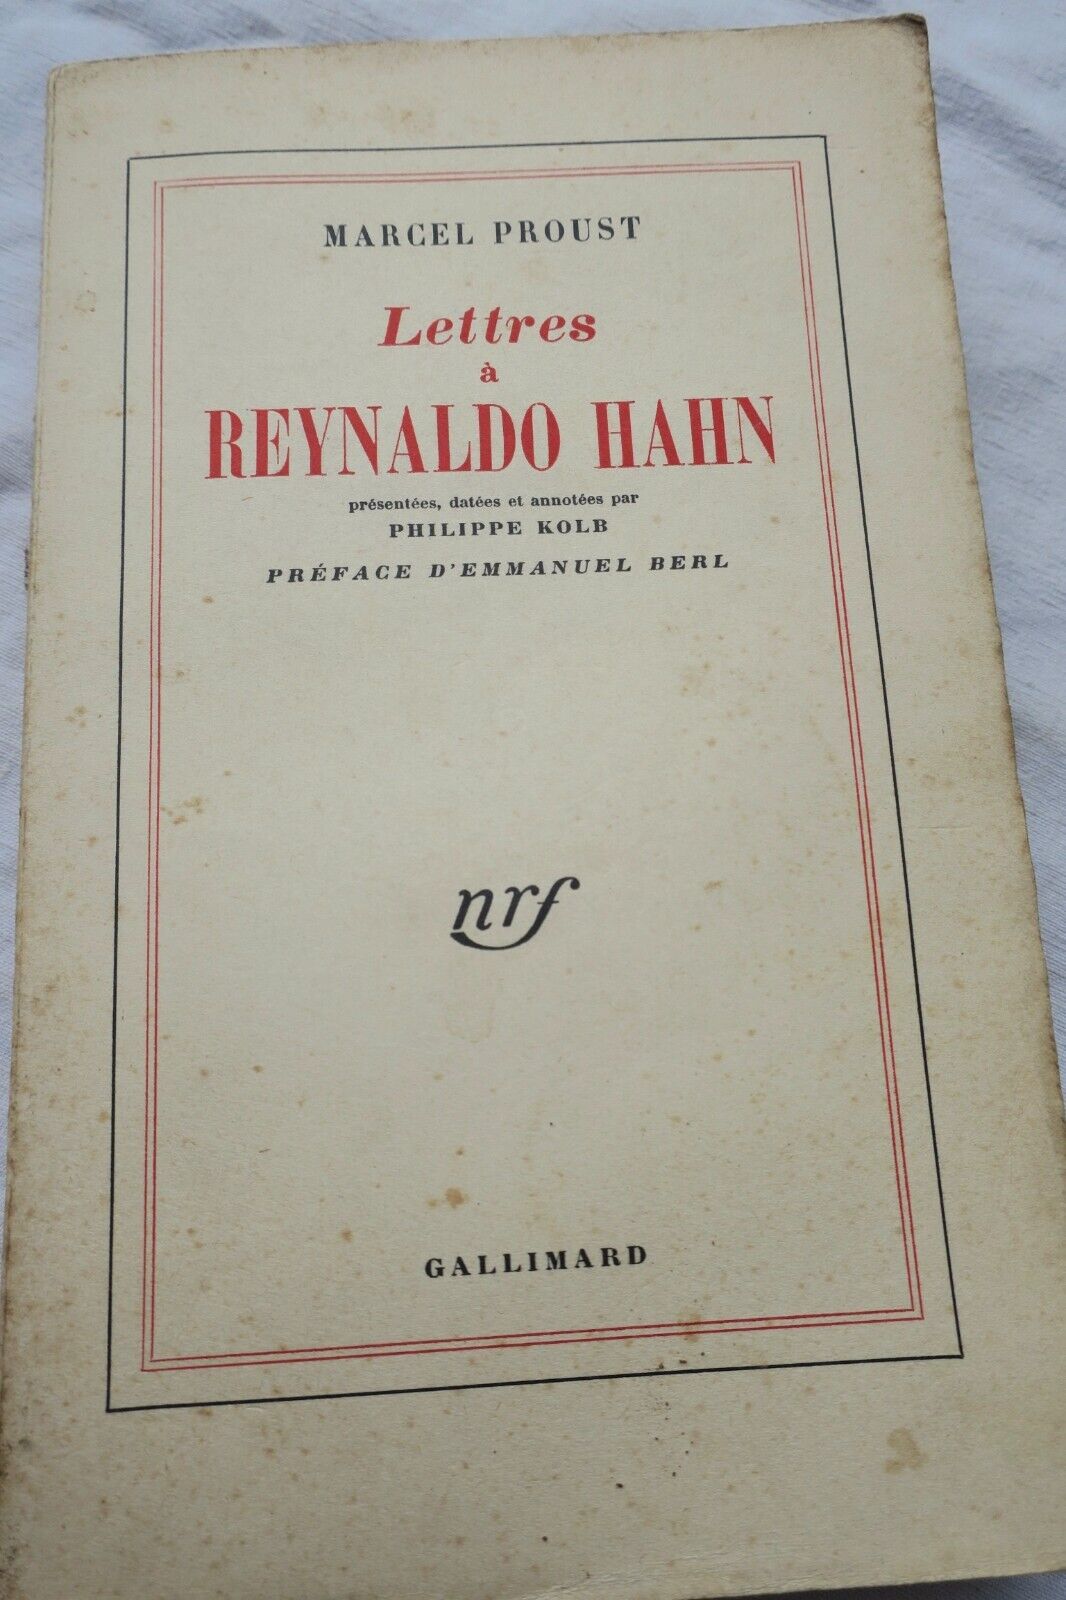 MARCEL PROUST
Lettres
à
REYNALDO HAHN
présentées, datées et annotées par
PHILIPPE KOLB
PRÉFACE D'EMMANUEL BERL
nrf
GALLIMARD